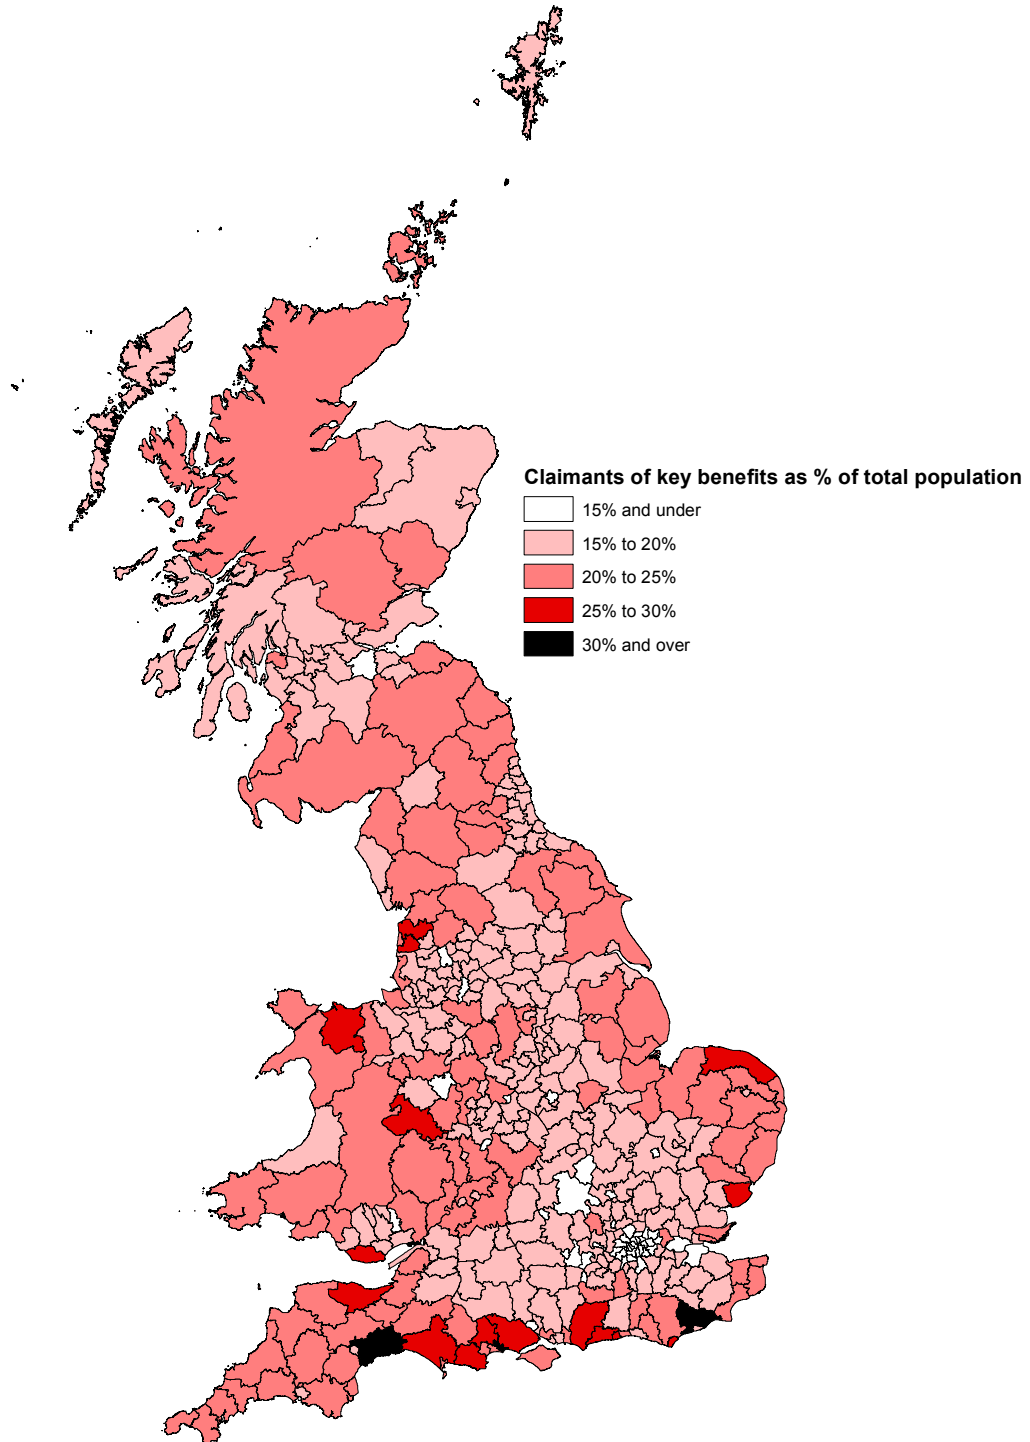 Claimants of key benefits as % of total population
15% and under
15% to 20%
20% to 25%
25% to 30%
30% and over